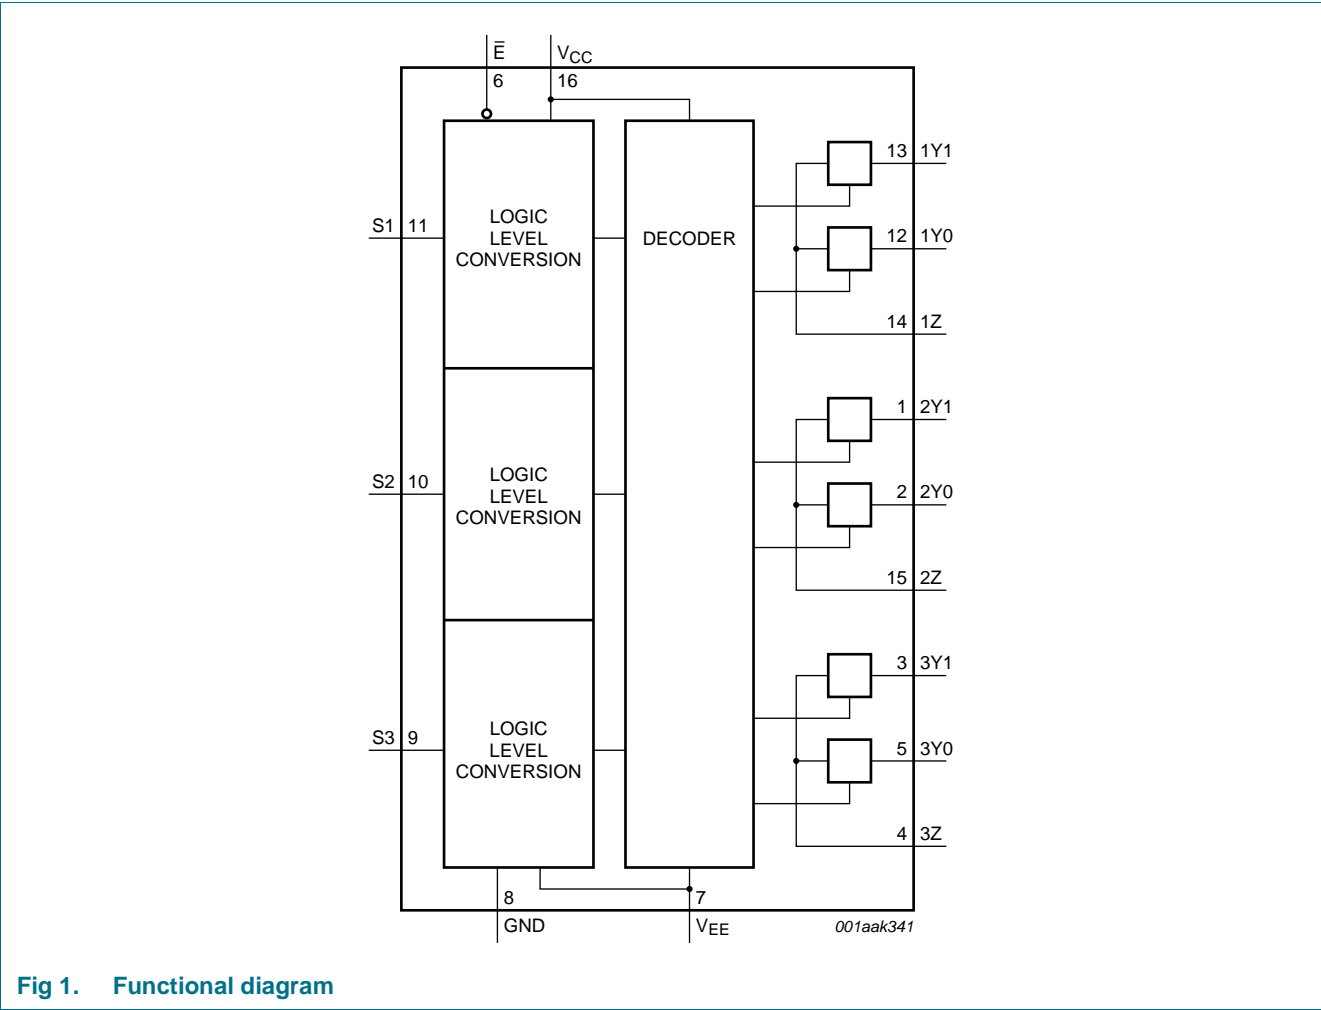 E̅ V_CC
6 16
13 1Y1
S1 11
LOGIC
LEVEL
CONVERSION
DECODER
12 1Y0
14 1Z
1 2Y1
S2 10
LOGIC
LEVEL
CONVERSION
2 2Y0
15 2Z
3 3Y1
S3 9
LOGIC
LEVEL
CONVERSION
5 3Y0
4 3Z
8 7
GND V_EE 001aak341
Fig 1. Functional diagram